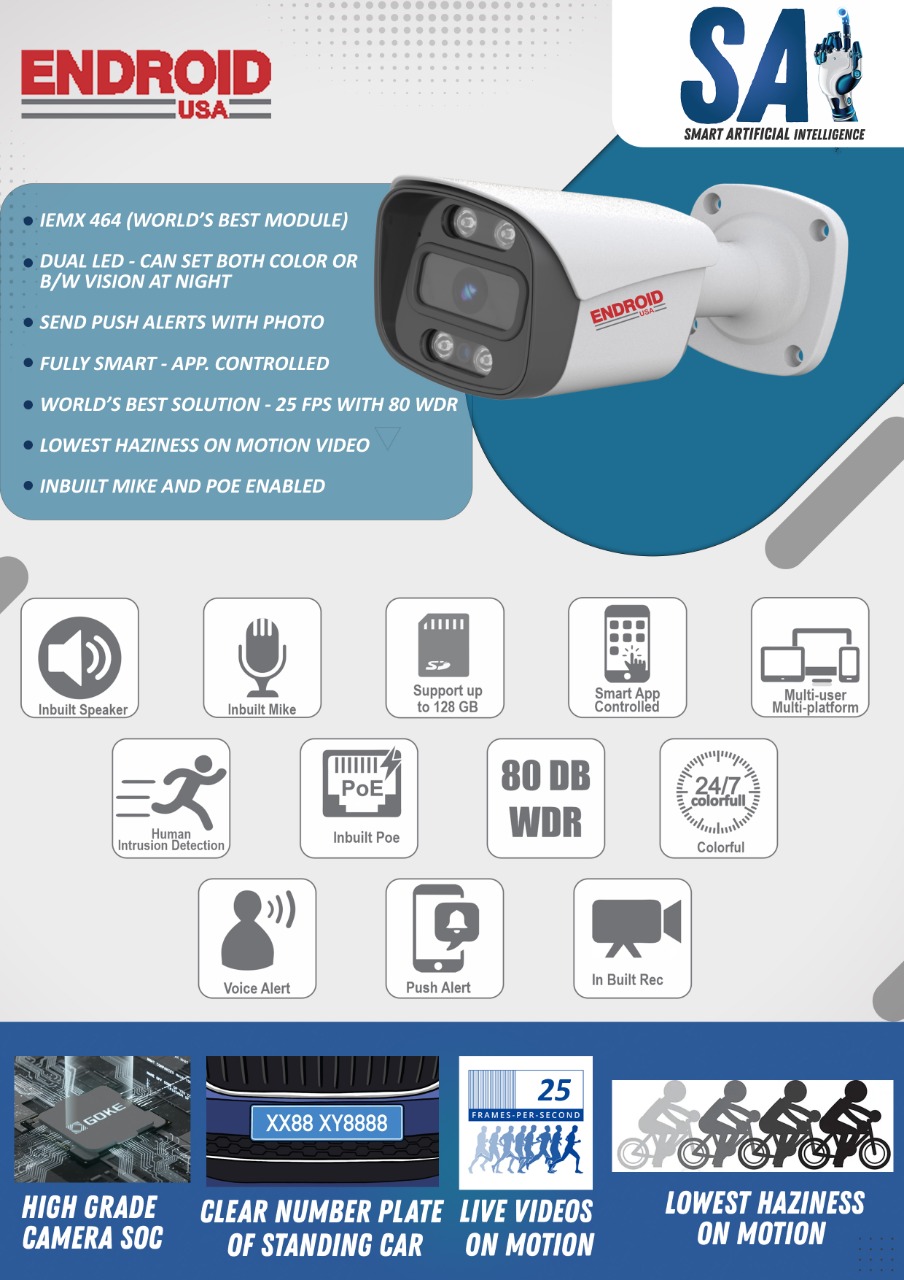 ENDROID
USA
SA
SMART ARTIFICIAL INTELLIGENCE
IEMX 464 (WORLD'S BEST MODULE)
DUAL LED - CAN SET BOTH COLOR OR
B/W VISION AT NIGHT
SEND PUSH ALERTS WITH PHOTO
FULLY SMART - APP. CONTROLLED
WORLD'S BEST SOLUTION - 25 FPS WITH 80 WDR
LOWEST HAZINESS ON MOTION VIDEO
INBUILT MIKE AND POE ENABLED
ENDROID
USA
Inbuilt Speaker
Inbuilt Mike
SD
Support up
to 128 GB
Smart App
Controlled
Multi-user
Multi-platform
Human
Intrusion Detection
PoE
Inbuilt Poe
80 DB
WDR
24/7
colorfull
Colorful
Voice Alert
Push Alert
In Built Rec
GOKE
HIGH GRADE
CAMERA SOC
XX88 XY8888
CLEAR NUMBER PLATE
OF STANDING CAR
25
FRAMES-PER-SECOND
LIVE VIDEOS
ON MOTION
LOWEST HAZINESS
ON MOTION